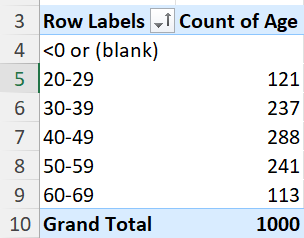 3 Row Labels Count of Age
4 <0 or (blank)
5 20-29 121
6 30-39 237
7 40-49 288
8 50-59 241
9 60-69 113
10 Grand Total 1000